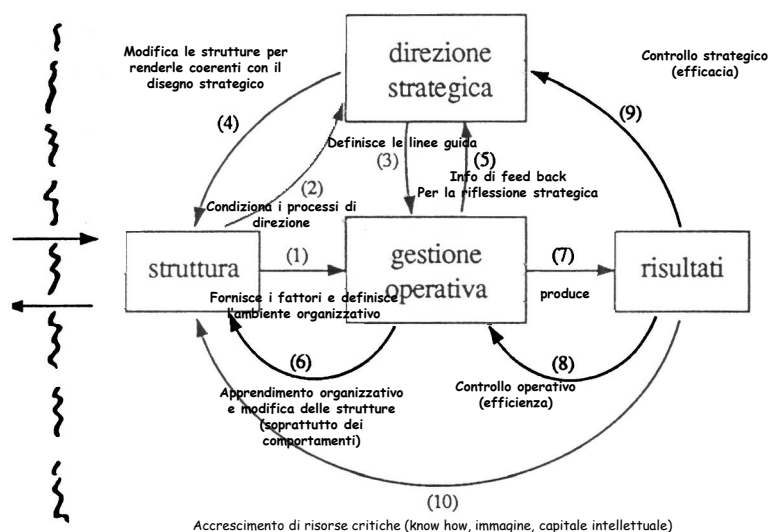 Modifica le strutture per
renderle coerenti con il
disegno strategico
direzione
strategica
Controllo strategico
(efficacia)
(4)
(9)
Definisce le linee guida
(3)
(5)
(2)
Info di feed back
Per la riflessione strategica
Condiziona i processi di
direzione
struttura
(1)
gestione
operativa
(7)
produce
risultati
Fornisce i fattori e definisce
l'ambiente organizzativo
(6)
(8)
Apprendimento organizzativo
e modifica delle strutture
(soprattutto dei
comportamenti)
Controllo operativo
(efficienza)
(10)
Accrescimento di risorse critiche (know how, immagine, capitale intellettuale)